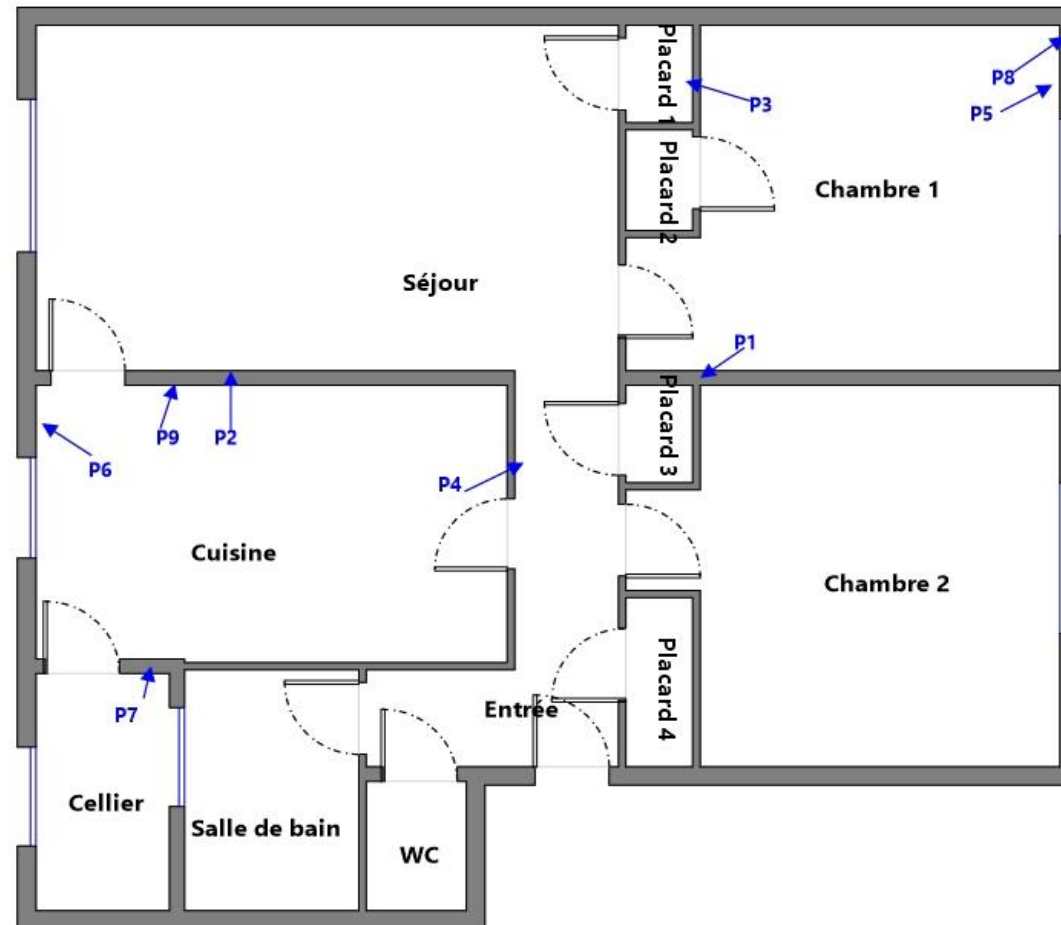 Placard 1
P8
P3
P5
Placard 2
Chambre 1
Séjour
P1
Placard 3
P9
P2
P6
P4
Cuisine
Chambre 2
Placard 4
Entrée
P7
Cellier
Salle de bain
WC